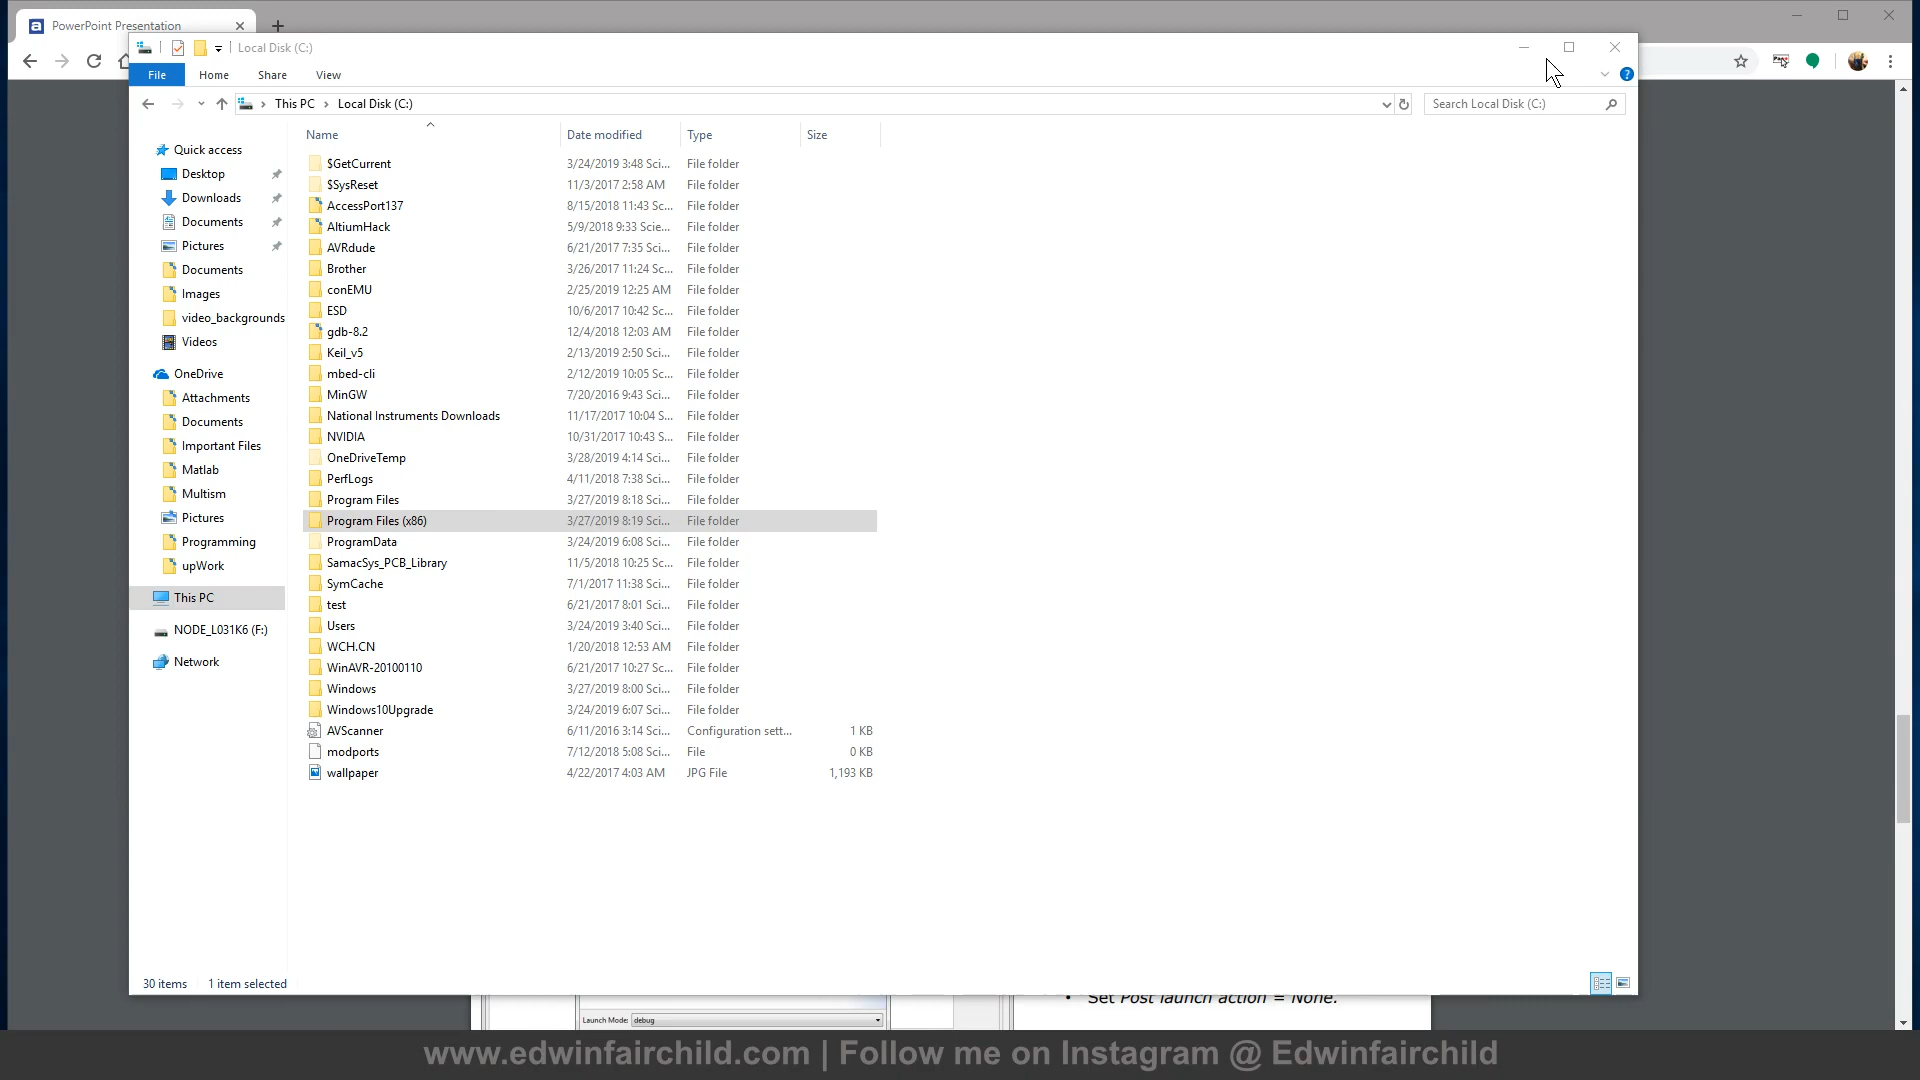 PowerPoint Presentation
Local Disk (C:)
File Home Share View
This PC Local Disk (C:)
Search Local Disk (C:)
Name Date modified Type Size
Quick access
Desktop
Downloads
Documents
Pictures
Documents
Images
video_backgrounds
Videos
OneDrive
Attachments
Documents
Important Files
Matlab
Multism
Pictures
Programming
upWork
This PC
NODE_L031K6 (F:)
Network
$GetCurrent 3/24/2019 3:48 Sci... File folder
$SysReset 11/3/2017 2:58 AM File folder
AccessPort137 8/15/2018 11:43 Sc... File folder
AltiumHack 5/9/2018 9:33 Scie... File folder
AVRdude 6/21/2017 7:35 Sci... File folder
Brother 3/26/2017 11:24 Sc... File folder
conEMU 2/25/2019 12:25 AM File folder
ESD 10/6/2017 10:42 Sc... File folder
gdb-8.2 12/4/2018 12:03 AM File folder
Keil_v5 2/13/2019 2:50 Sci... File folder
mbed-cli 2/12/2019 10:05 Sc... File folder
MinGW 7/20/2016 9:43 Sci... File folder
National Instruments Downloads 11/17/2017 10:04 S... File folder
NVIDIA 10/31/2017 10:43 S... File folder
OneDriveTemp 3/28/2019 4:14 Sci... File folder
PerfLogs 4/11/2018 7:38 Sci... File folder
Program Files 3/27/2019 8:18 Sci... File folder
Program Files (x86) 3/27/2019 8:19 Sci... File folder
ProgramData 3/24/2019 6:08 Sci... File folder
SamacSys_PCB_Library 11/5/2018 10:25 Sc... File folder
SymCache 7/1/2017 11:38 Sci... File folder
test 6/21/2017 8:01 Sci... File folder
Users 3/24/2019 3:40 Sci... File folder
WCH.CN 1/20/2018 12:53 AM File folder
WinAVR-20100110 6/21/2017 10:27 Sc... File folder
Windows 3/27/2019 8:00 Sci... File folder
Windows10Upgrade 3/24/2019 6:07 Sci... File folder
AVScanner 6/11/2016 3:14 Sci... Configuration sett... 1 KB
modports 7/12/2018 5:08 Sci... File 0 KB
wallpaper 4/22/2017 4:03 AM JPG File 1,193 KB
30 items 1 item selected
• Set Post launch action = None.
Launch Mode: debug
www.edwinfairchild.com | Follow me on Instagram @ Edwinfairchild